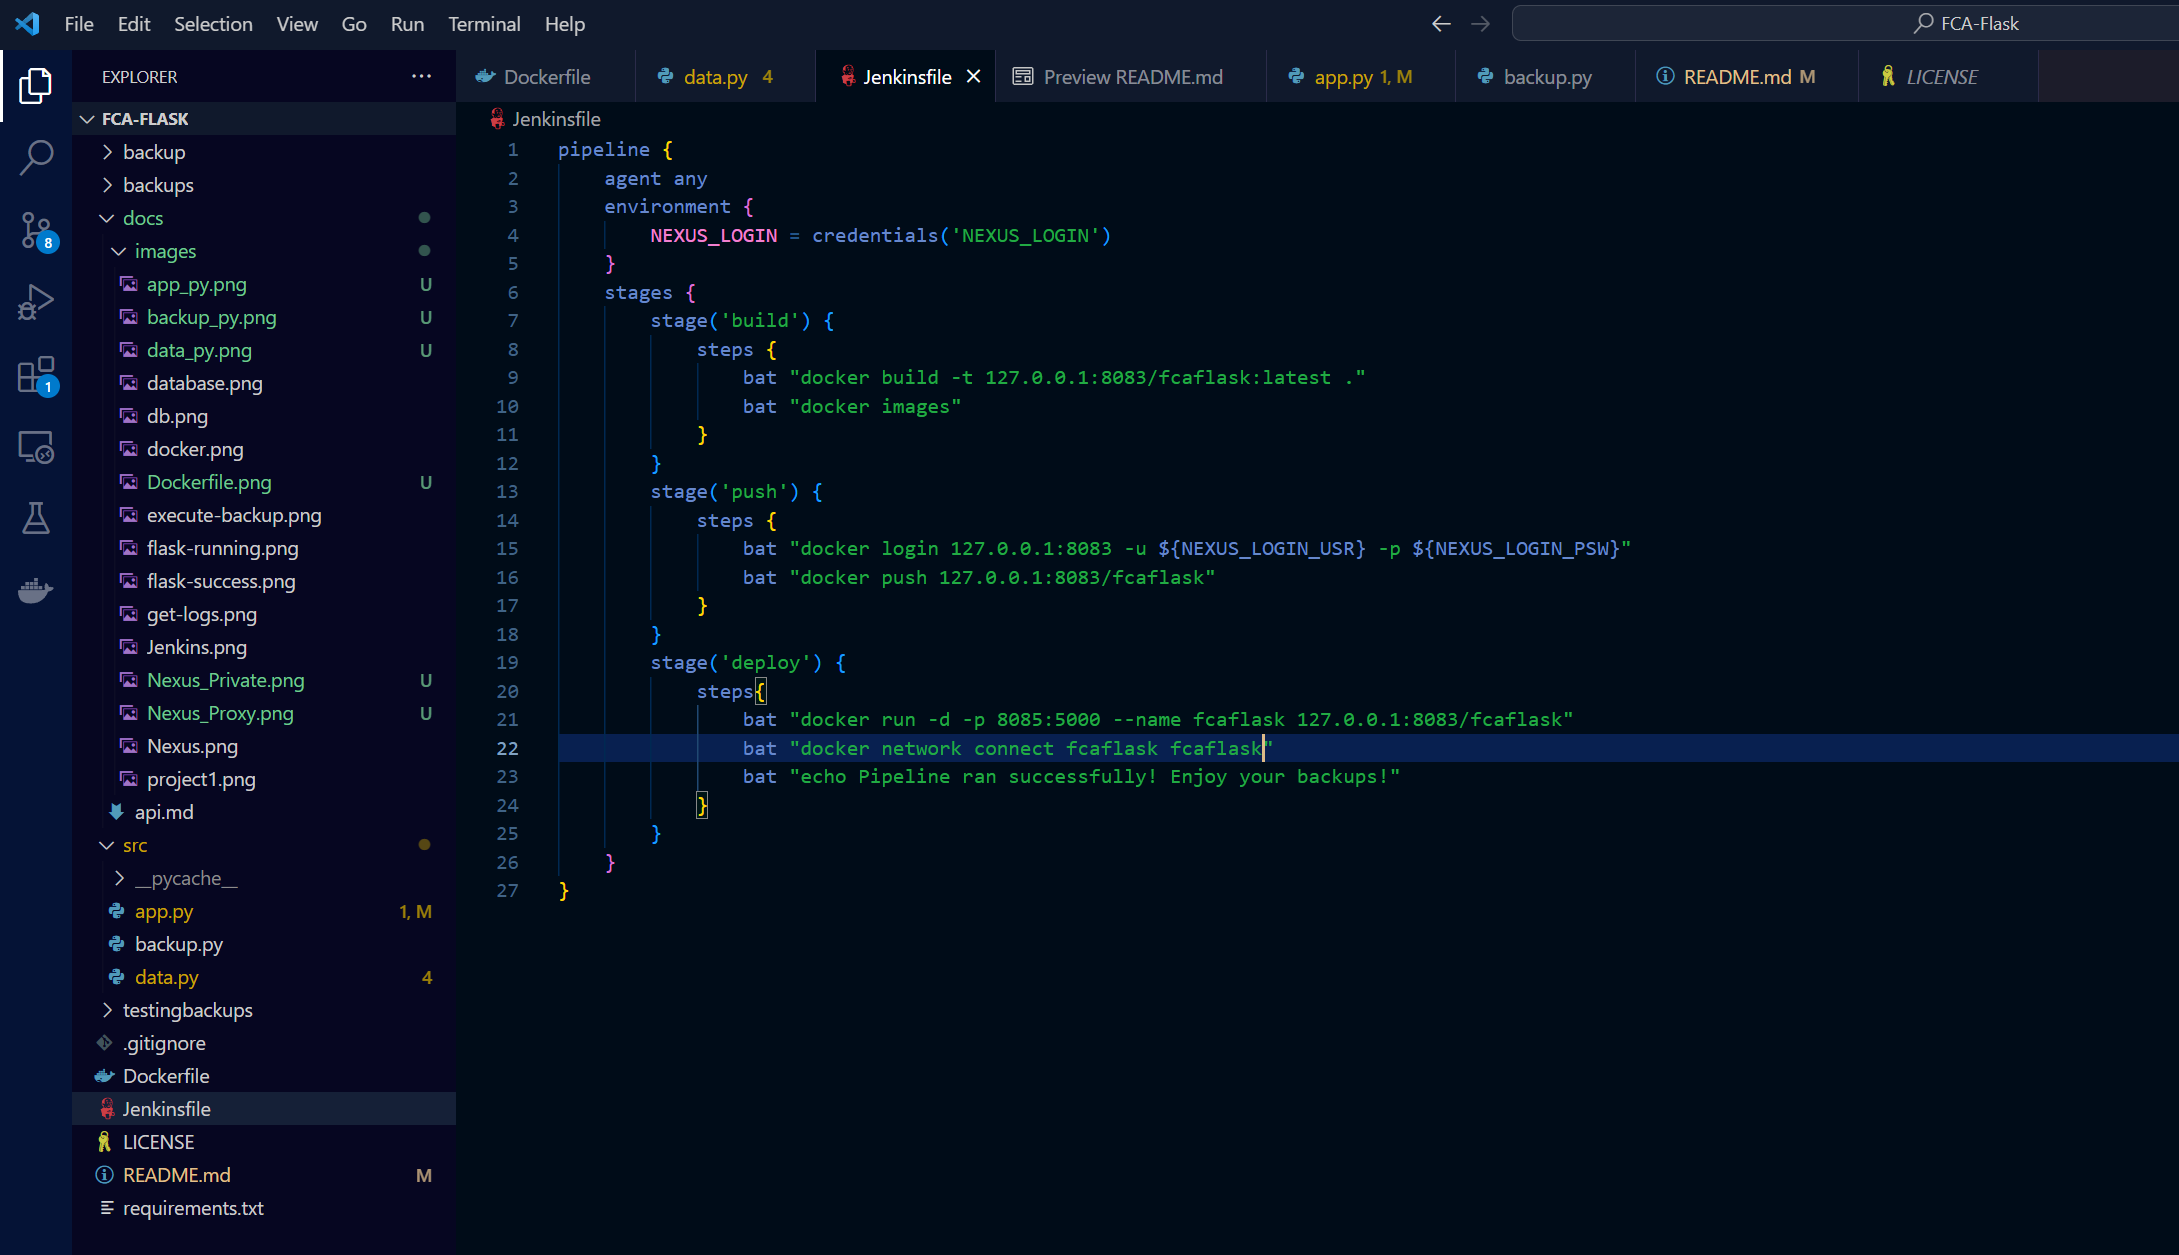 File Edit Selection View Go Run Terminal Help
FCA-Flask
EXPLORER
Dockerfile
data.py 4
Jenkinsfile
Preview README.md
app.py 1, M
backup.py
README.md M
LICENSE
FCA-FLASK
backup
backups
docs
images
app_py.png U
backup_py.png U
data_py.png U
database.png
db.png
docker.png
Dockerfile.png U
execute-backup.png
flask-running.png
flask-success.png
get-logs.png
Jenkins.png
Nexus_Private.png U
Nexus_Proxy.png U
Nexus.png
project1.png
api.md
src
__pycache__
app.py 1, M
backup.py
data.py 4
testingbackups
.gitignore
Dockerfile
Jenkinsfile
LICENSE
README.md M
requirements.txt
8
1
Jenkinsfile
1 pipeline {
2 agent any
3 environment {
4 NEXUS_LOGIN = credentials('NEXUS_LOGIN')
5 }
6 stages {
7 stage('build') {
8 steps {
9 bat "docker build -t 127.0.0.1:8083/fcaflask:latest ."
10 bat "docker images"
11 }
12 }
13 stage('push') {
14 steps {
15 bat "docker login 127.0.0.1:8083 -u ${NEXUS_LOGIN_USR} -p ${NEXUS_LOGIN_PSW}"
16 bat "docker push 127.0.0.1:8083/fcaflask"
17 }
18 }
19 stage('deploy') {
20 steps{
21 bat "docker run -d -p 8085:5000 --name fcaflask 127.0.0.1:8083/fcaflask"
22 bat "docker network connect fcaflask fcaflask"
23 bat "echo Pipeline ran successfully! Enjoy your backups!"
24 }
25 }
26 }
27 }